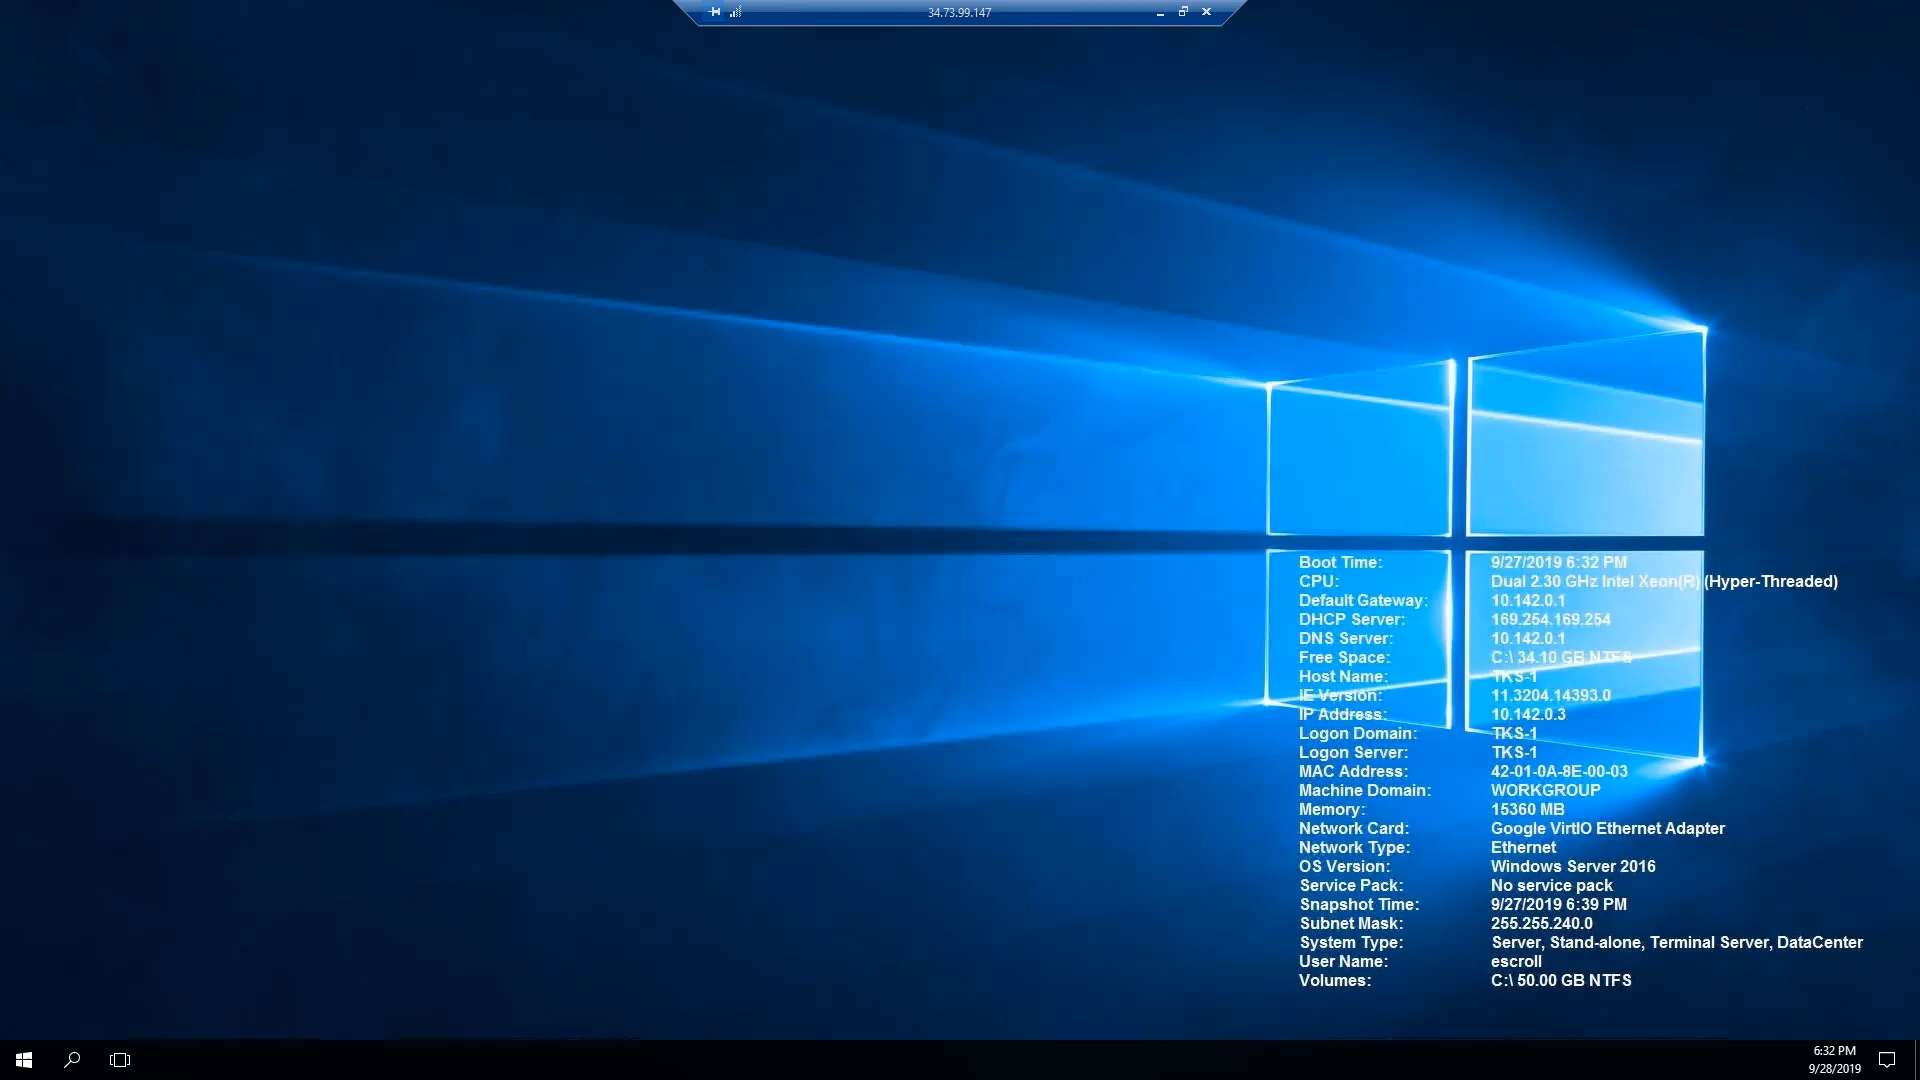 34.73.99.147
Boot Time: 9/27/2019 6:32 PM
CPU: Dual 2.30 GHz Intel Xeon(R) (Hyper-Threaded)
Default Gateway: 10.142.0.1
DHCP Server: 169.254.169.254
DNS Server: 10.142.0.1
Free Space: C:\ 34.10 GB NTFS
Host Name: TKS-1
IE Version: 11.3204.14393.0
IP Address: 10.142.0.3
Logon Domain: TKS-1
Logon Server: TKS-1
MAC Address: 42-01-0A-8E-00-03
Machine Domain: WORKGROUP
Memory: 15360 MB
Network Card: Google VirtIO Ethernet Adapter
Network Type: Ethernet
OS Version: Windows Server 2016
Service Pack: No service pack
Snapshot Time: 9/27/2019 6:39 PM
Subnet Mask: 255.255.240.0
System Type: Server, Stand-alone, Terminal Server, DataCenter
User Name: escroll
Volumes: C:\ 50.00 GB NTFS
6:32 PM
9/28/2019